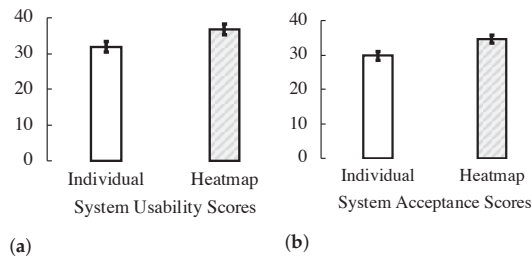 40
30
20
10
0
Individual Heatmap
System Usability Scores
(a)
40
30
20
10
0
Individual Heatmap
System Acceptance Scores
(b)